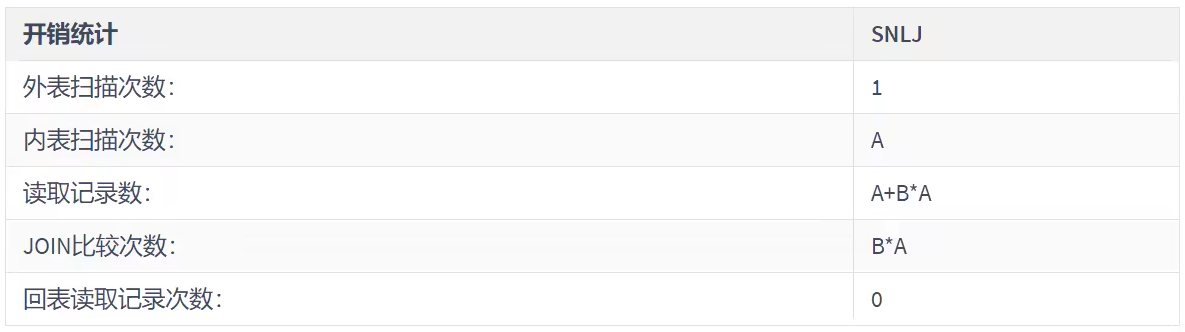 开销统计 SNLJ
外表扫描次数： 1
内表扫描次数： A
读取记录数： A+B*A
JOIN比较次数： B*A
回表读取记录次数： 0